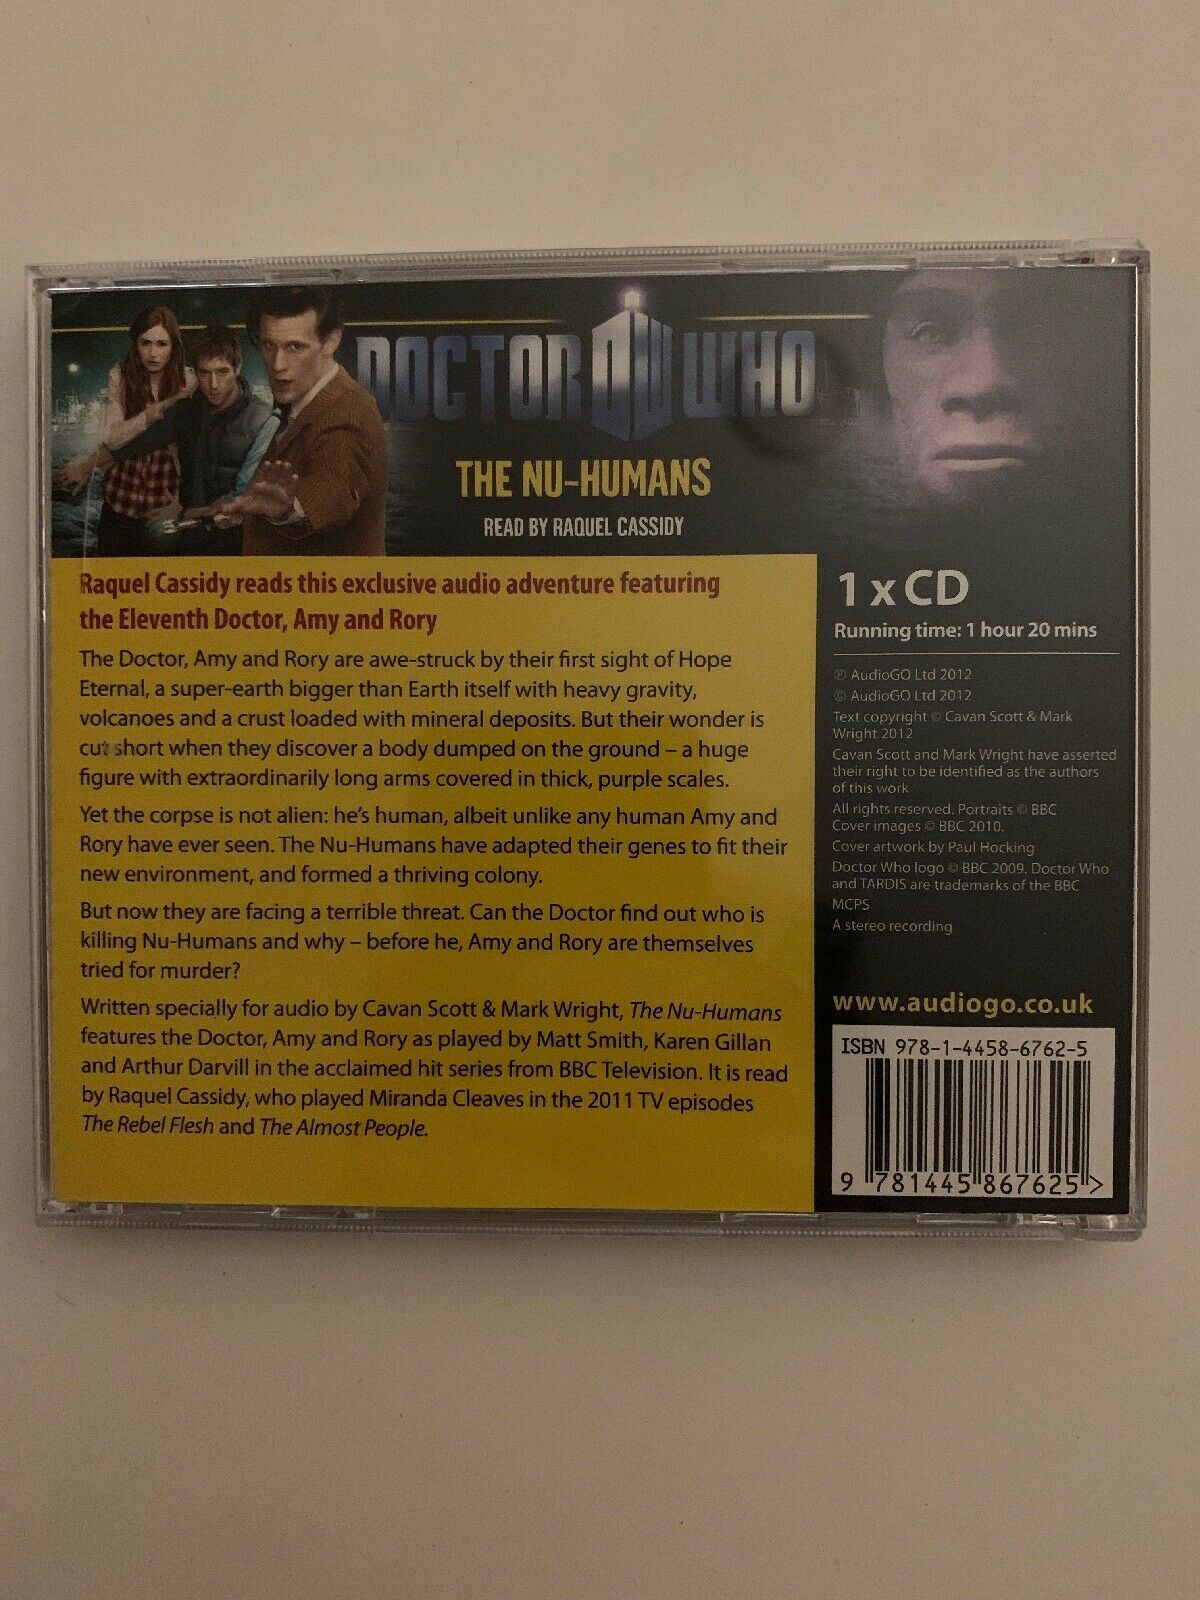 DOCTOR DW WHO
THE NU-HUMANS
READ BY RAQUEL CASSIDY
Raquel Cassidy reads this exclusive audio adventure featuring
the Eleventh Doctor, Amy and Rory
The Doctor, Amy and Rory are awe-struck by their first sight of Hope
Eternal, a super-earth bigger than Earth itself with heavy gravity,
volcanoes and a crust loaded with mineral deposits. But their wonder is
cut short when they discover a body dumped on the ground – a huge
figure with extraordinarily long arms covered in thick, purple scales.
Yet the corpse is not alien: he's human, albeit unlike any human Amy and
Rory have ever seen. The Nu-Humans have adapted their genes to fit their
new environment, and formed a thriving colony.
But now they are facing a terrible threat. Can the Doctor find out who is
killing Nu-Humans and why – before he, Amy and Rory are themselves
tried for murder?
Written specially for audio by Cavan Scott & Mark Wright, The Nu-Humans
features the Doctor, Amy and Rory as played by Matt Smith, Karen Gillan
and Arthur Darvill in the acclaimed hit series from BBC Television. It is read
by Raquel Cassidy, who played Miranda Cleaves in the 2011 TV episodes
The Rebel Flesh and The Almost People.
1 x CD
Running time: 1 hour 20 mins
℗ AudioGO Ltd 2012
© AudioGO Ltd 2012
Text copyright © Cavan Scott & Mark
Wright 2012
Cavan Scott and Mark Wright have asserted
their right to be identified as the authors
of this work
All rights reserved. Portraits © BBC
Cover images © BBC 2010.
Cover artwork by Paul Hocking
Doctor Who logo © BBC 2009. Doctor Who
and TARDIS are trademarks of the BBC
MCPS
A stereo recording
www.audiogo.co.uk
ISBN 978-1-4458-6762-5
9 781445 867625 >